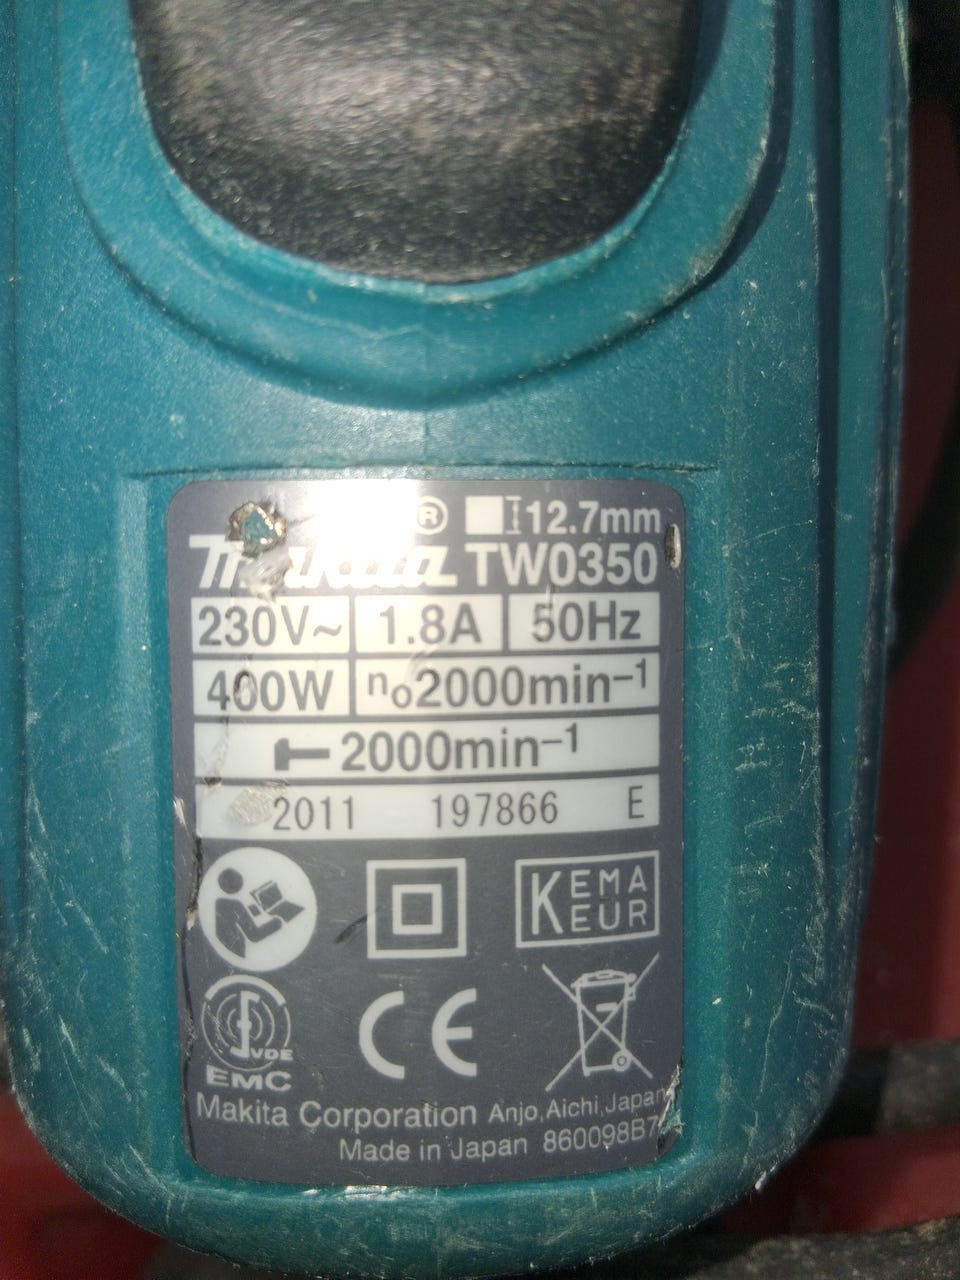 makita® 12.7mm
TW0350
230V~ 1.8A 50Hz
400W n₀2000min⁻¹
2000min⁻¹
2011 197866 E
KEMA
KEUR
VDE
EMC
CE
Makita Corporation Anjo,Aichi,Japan
Made in Japan 860098B7